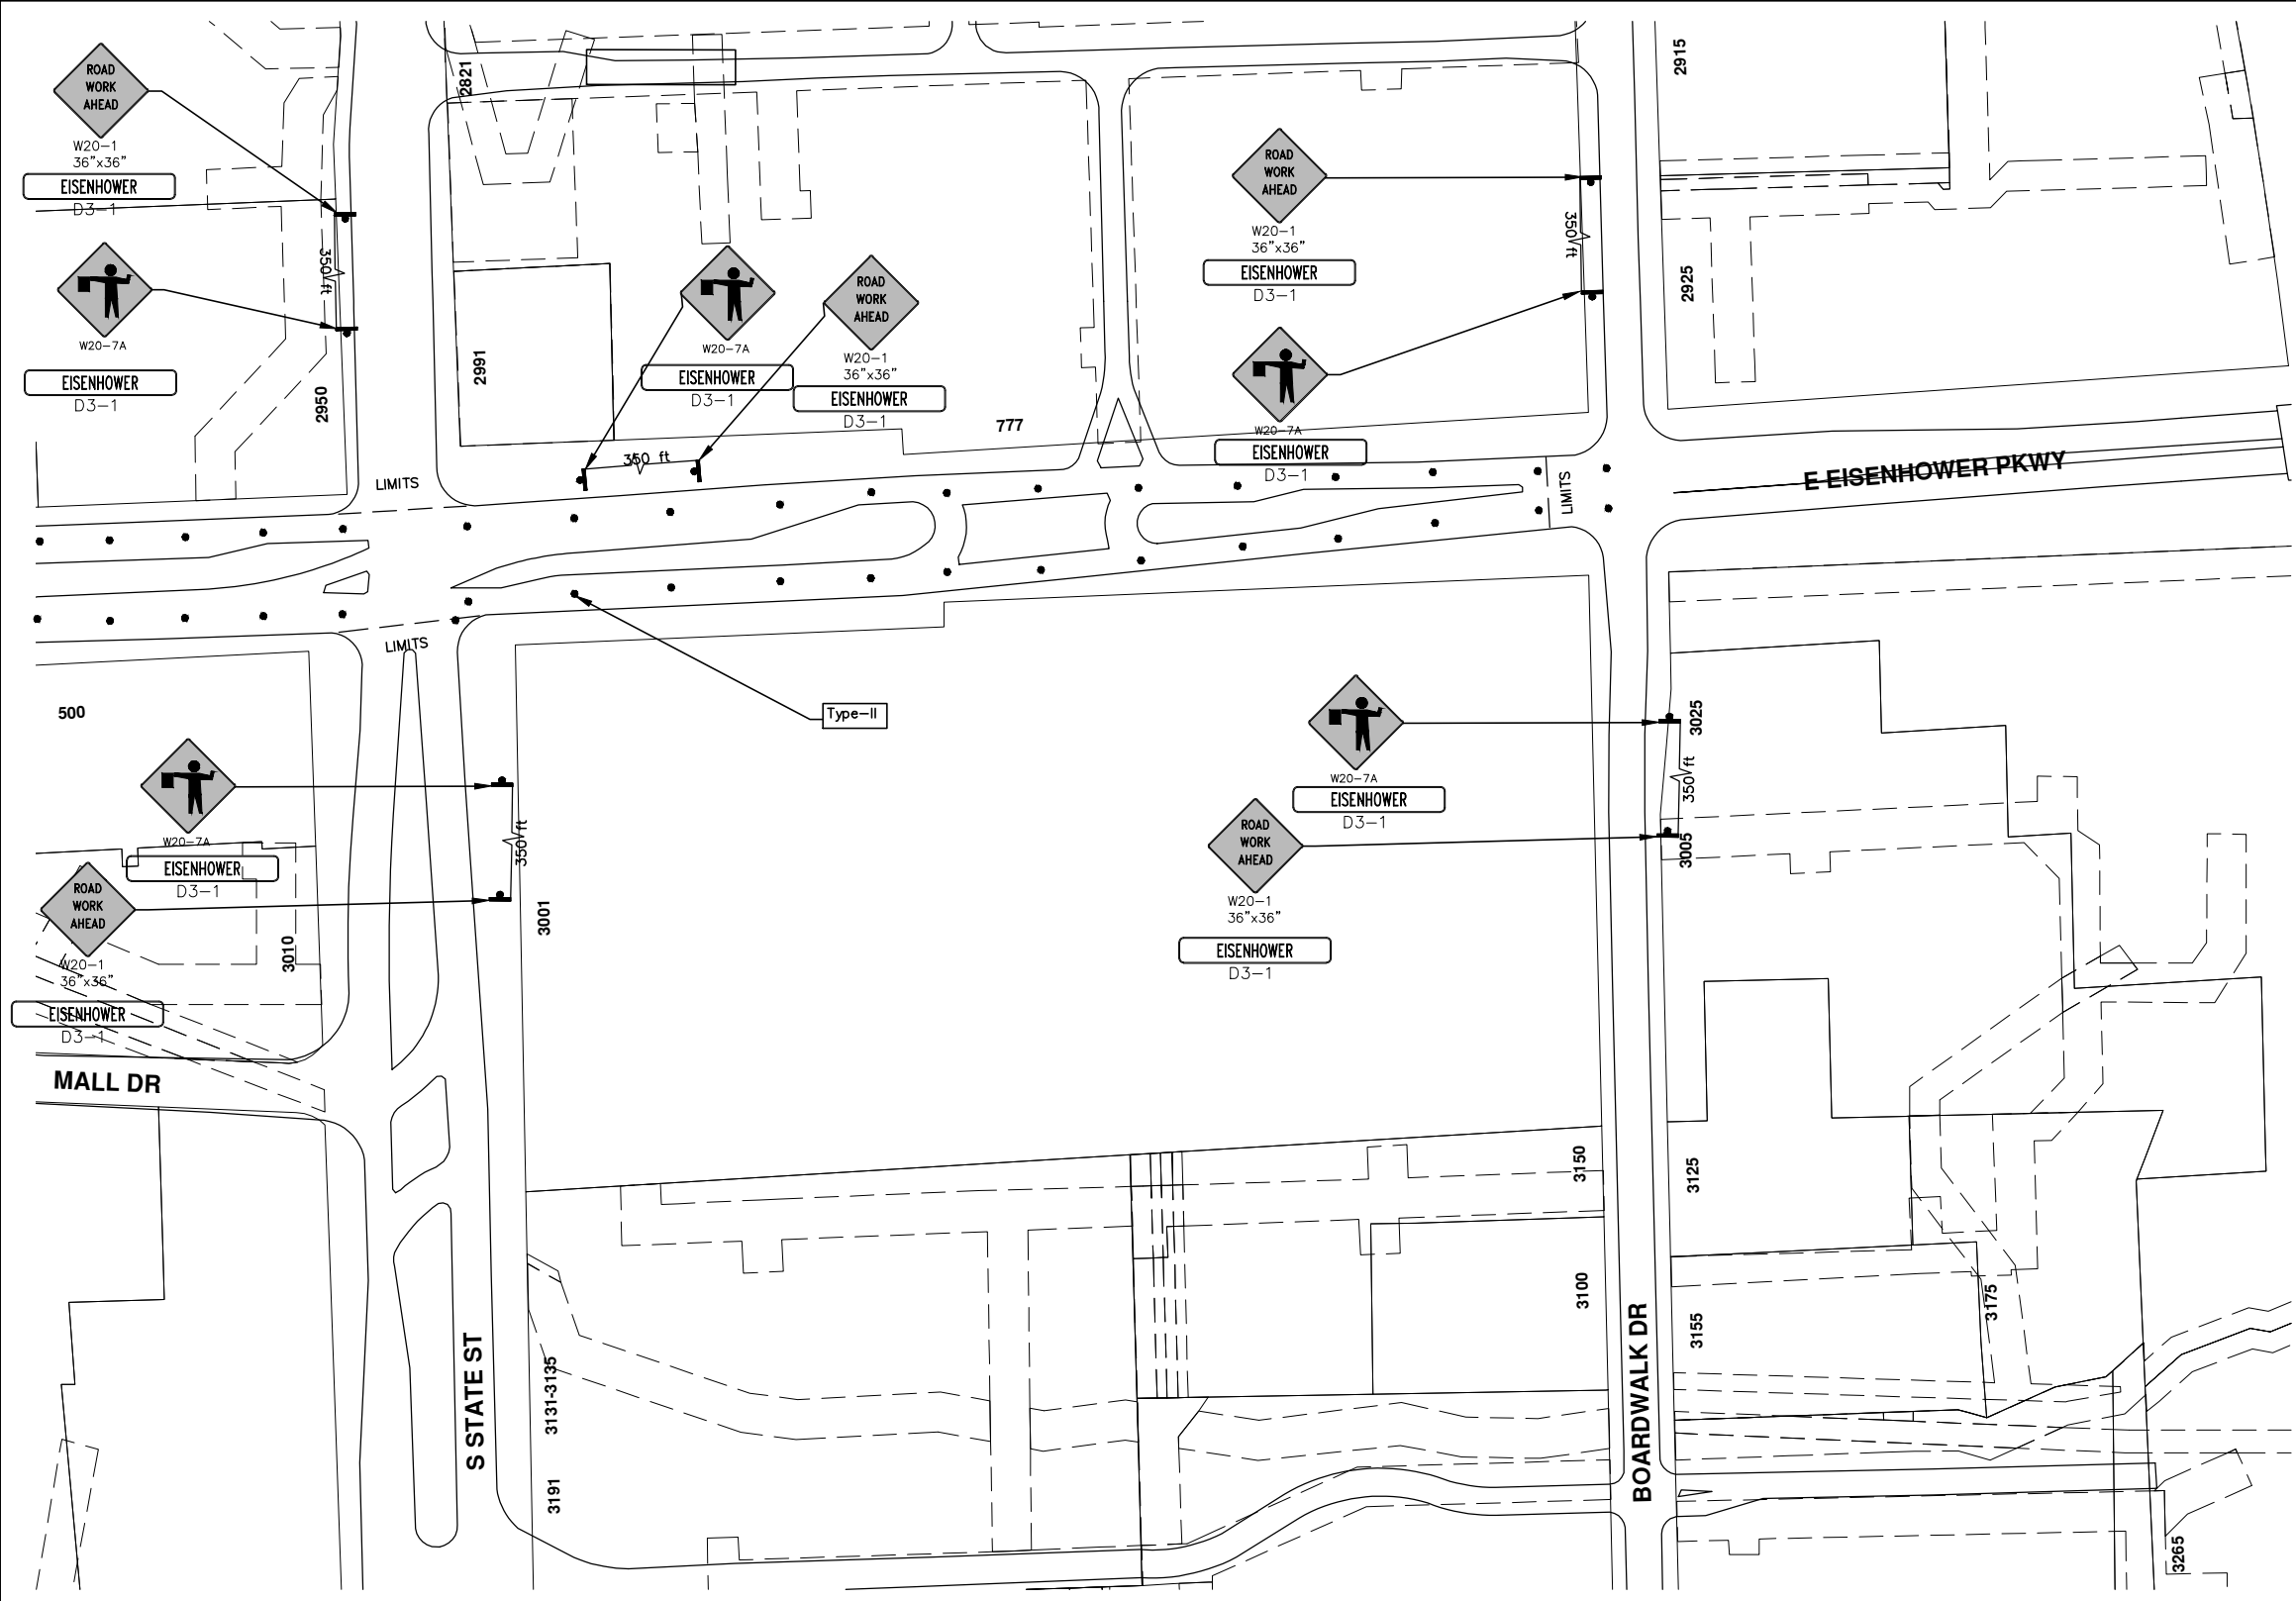 ROAD
WORK
AHEAD
W20-1
36"x36"
EISENHOWER
D3-1
350 ft
W20-7A
EISENHOWER
D3-1
2950
2821
2991
W20-7A
EISENHOWER
D3-1
ROAD
WORK
AHEAD
W20-1
36"x36"
EISENHOWER
D3-1
350 ft
777
ROAD
WORK
AHEAD
W20-1
36"x36"
EISENHOWER
D3-1
350 ft
W20-7A
EISENHOWER
D3-1
2915
2925
LIMITS
LIMITS
E EISENHOWER PKWY
LIMITS
500
Type-II
W20-7A
EISENHOWER
D3-1
350 ft
ROAD
WORK
AHEAD
W20-1
36"x36"
EISENHOWER
D3-1
3010
3001
W20-7A
EISENHOWER
D3-1
3025
350 ft
3005
ROAD
WORK
AHEAD
W20-1
36"x36"
EISENHOWER
D3-1
MALL DR
3150
3125
3100
3155
3175
S STATE ST
3131-3135
3191
BOARDWALK DR
3265